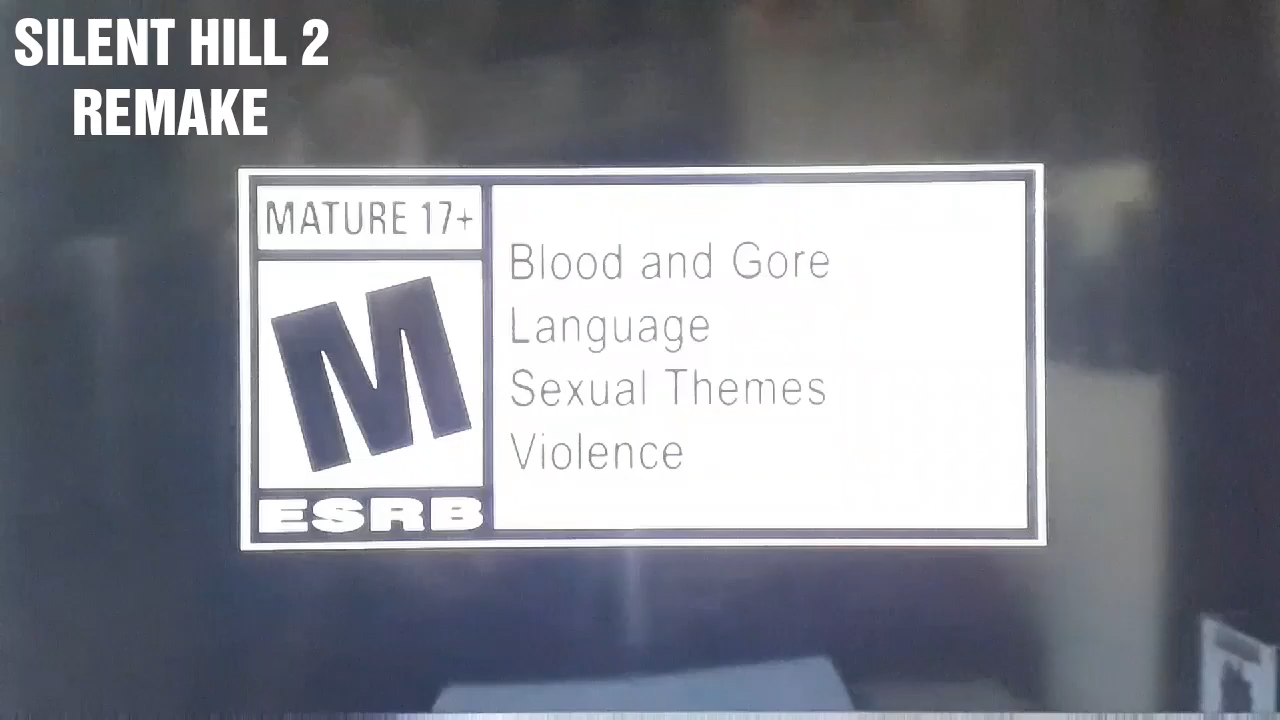 SILENT HILL 2
REMAKE
MATURE 17+
M
ESRB
Blood and Gore
Language
Sexual Themes
Violence